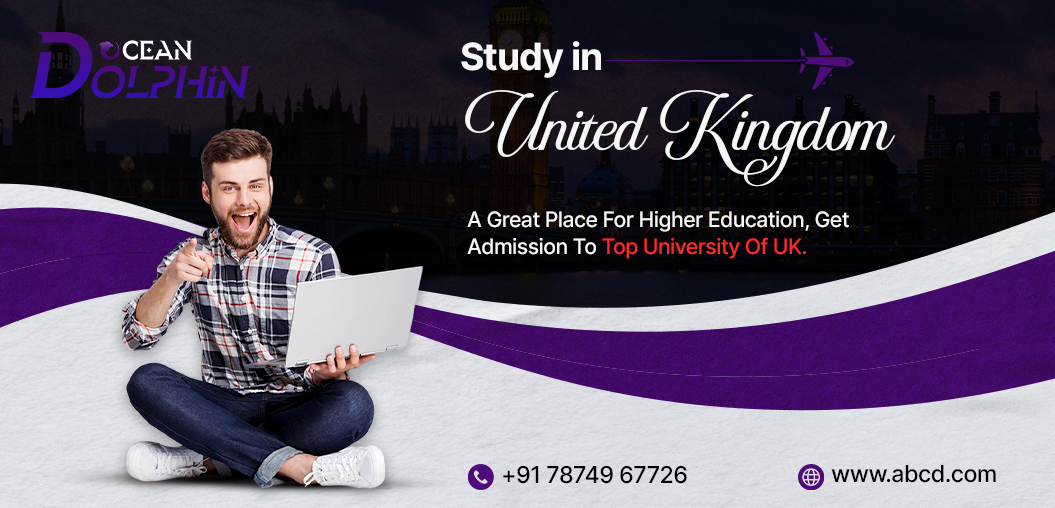 OCEAN
DOLPHIN
Study in
United Kingdom
A Great Place For Higher Education, Get
Admission To Top University Of UK.
+91 78749 67726
www.abcd.com